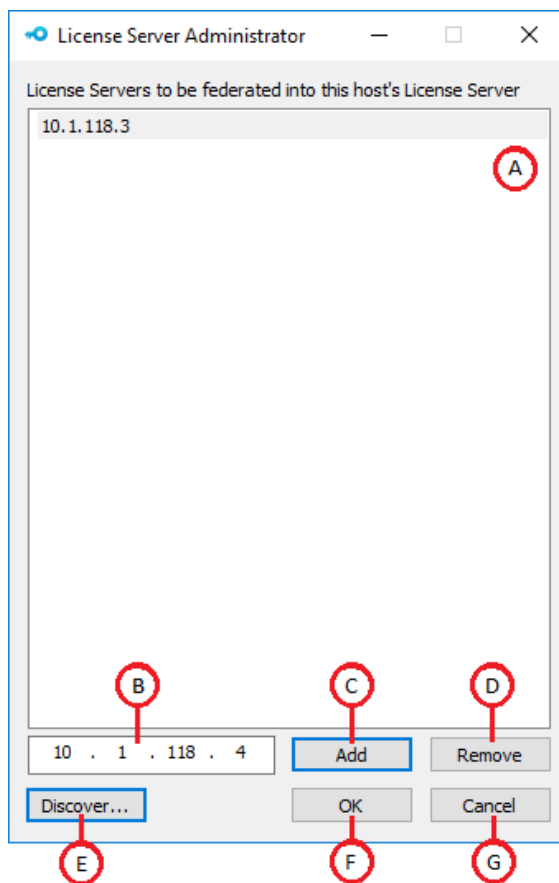 License Server Administrator
License Servers to be federated into this host's License Server
10.1.118.3
A
B
C
D
10 . 1 . 118 . 4
Add
Remove
Discover...
OK
Cancel
E
F
G